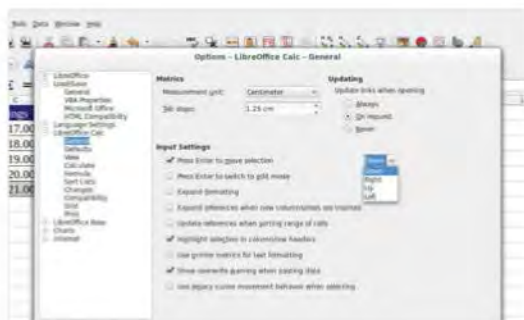 Data Window Help
Options – LibreOffice Calc – General
LibreOffice
Load/Save
General
VBA Properties
Microsoft Office
HTML Compatibility
Language Settings
LibreOffice Calc
General
Defaults
View
Calculate
Formula
Sort Lists
Changes
Compatibility
Grid
Print
LibreOffice Base
Charts
Internet
Metrics
Measurement unit: Centimeter
Tab stops: 1.25 cm
Updating
Update links when opening
Always
On request
Never
Input Settings
Press Enter to move selection
Down
Right
Up
Left
Press Enter to switch to edit mode
Expand formatting
Expand references when new columns/rows are inserted
Update references when sorting range of cells
Highlight selection in column/row headers
Use printer metrics for text formatting
Show overwrite warning when pasting data
Use legacy cursor movement behavior when selecting
17.00
18.00
19.00
20.00
21.00